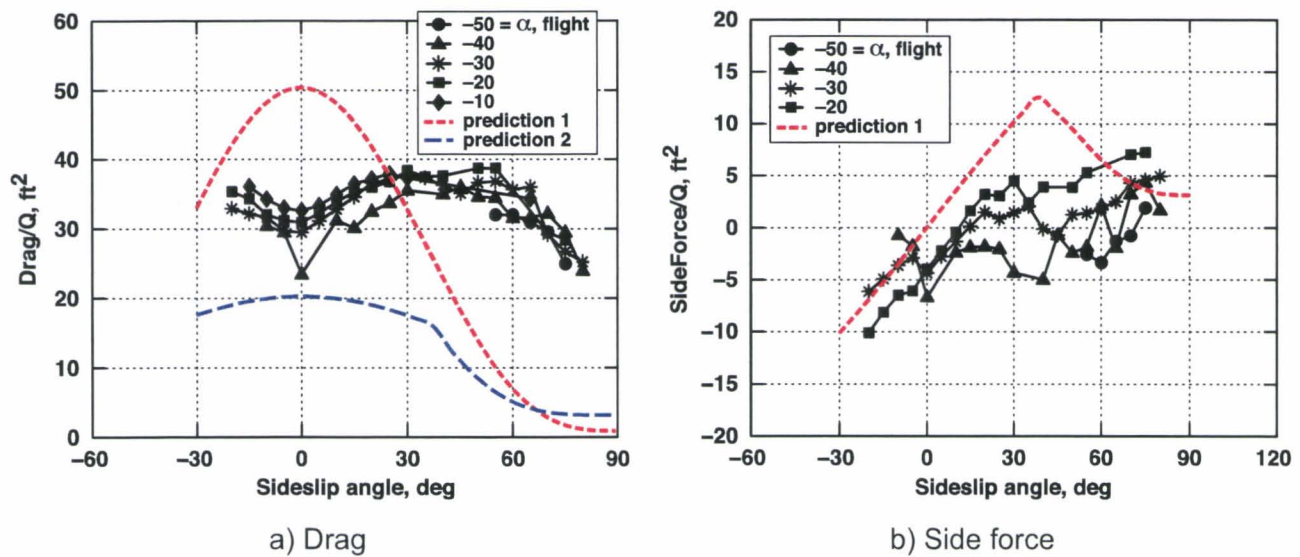 60
50
40
30
20
10
0
Drag/Q, ft²
−60 −30 0 30 60 90
Sideslip angle, deg
−50 = α, flight
−40
−30
−20
−10
prediction 1
prediction 2
a) Drag
20
15
10
5
0
−5
−10
−15
−20
SideForce/Q, ft²
−60 −30 0 30 60 90 120
Sideslip angle, deg
−50 = α, flight
−40
−30
−20
prediction 1
b) Side force